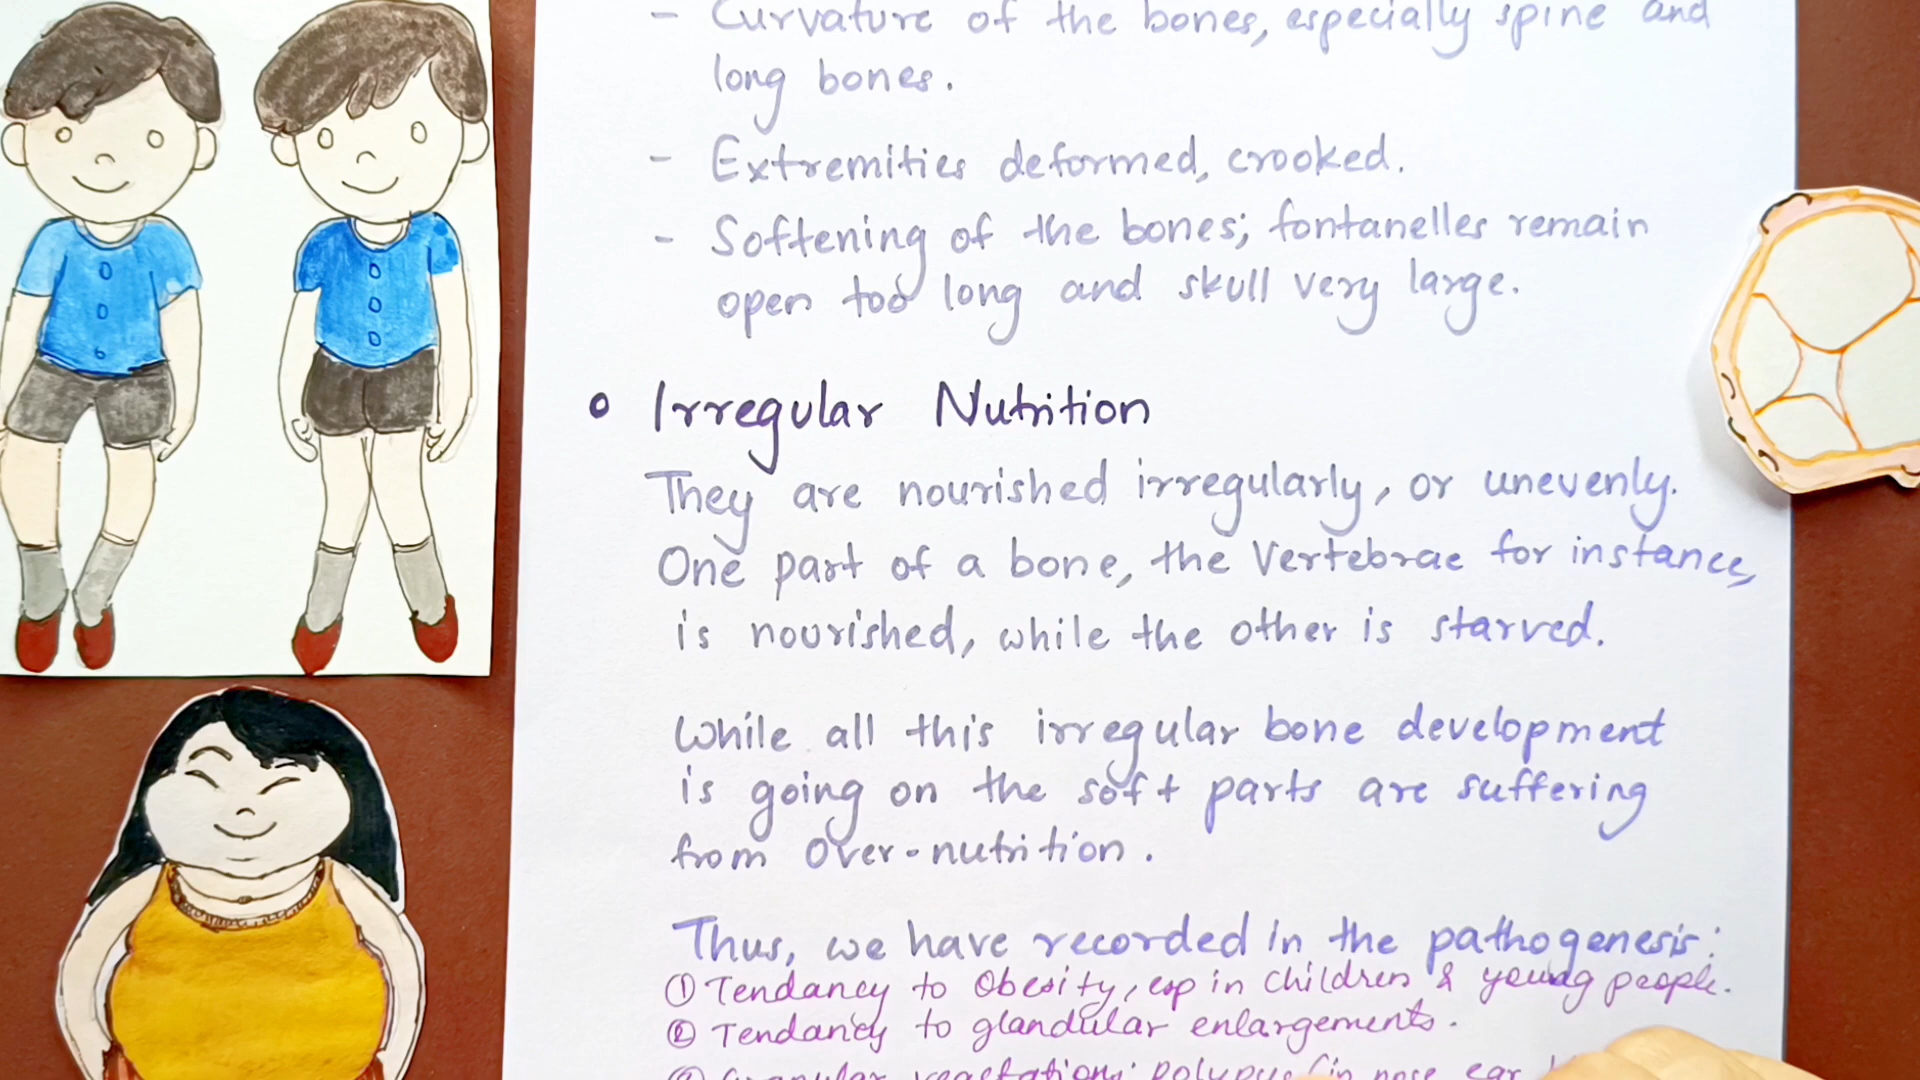 - Curvature of the bones, especially spine and
long bones.
- Extremities deformed, crooked.
- Softening of the bones; fontanelles remain
open too long and skull very large.
• Irregular Nutrition
They are nourished irregularly, or unevenly.
One part of a bone, the Vertebrae for instance,
is nourished, while the other is starved.
While all this irregular bone development
is going on the soft parts are suffering
from Over-nutrition.
Thus, we have recorded in the pathogenesis:
① Tendancy to Obesity, esp in children & young people.
② Tendancy to glandular enlargements.
polypus (in nose ear